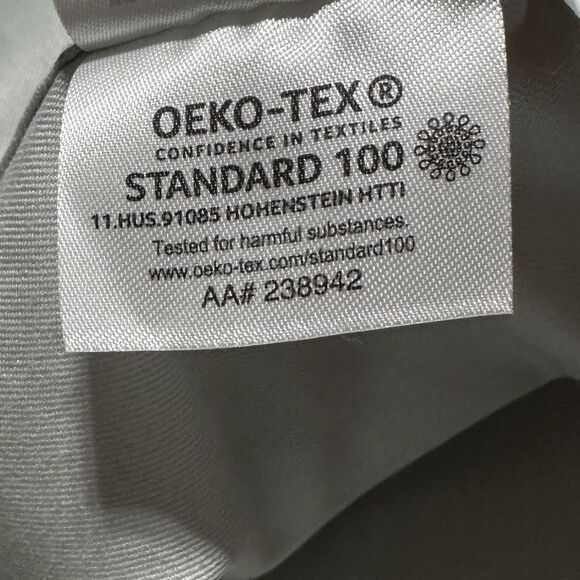 OEKO-TEX®
CONFIDENCE IN TEXTILES
STANDARD 100
11.HUS.91085 HOHENSTEIN HTTI
Tested for harmful substances.
www.oeko-tex.com/standard100
AA# 238942